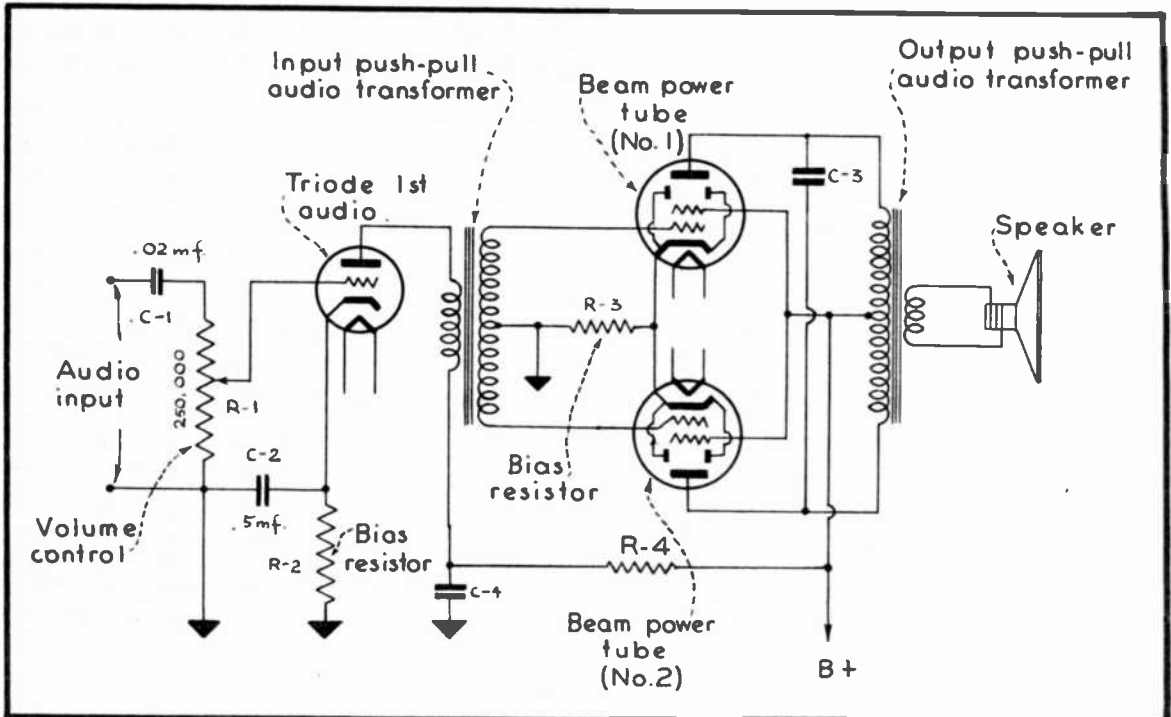 Input push-pull
audio transformer
Beam power
tube
(No.1)
Output push-pull
audio transformer
Triode 1st
audio
C-3
Speaker
.02mf.
C-1
R-3
Audio
input
250.000
R-1
C-2
.5mf.
Bias
resistor
Volume
control
R-2
Bias
resistor
R-4
C-4
Beam power
tube
(No.2)
B+